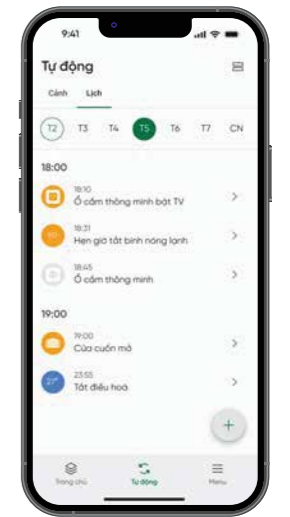 9:41
Tự động
Cảnh Lịch
T2 T3 T4 T5 T6 T7 CN
18:00
18:10
Ổ cắm thông minh bật TV
18:31
Hẹn giờ tắt bình nóng lạnh
18:45
Ổ cắm thông minh
19:00
19:00
Cửa cuốn mở
23:55
27°
Tắt điều hoà
+
Trang chủ Tự động Menu